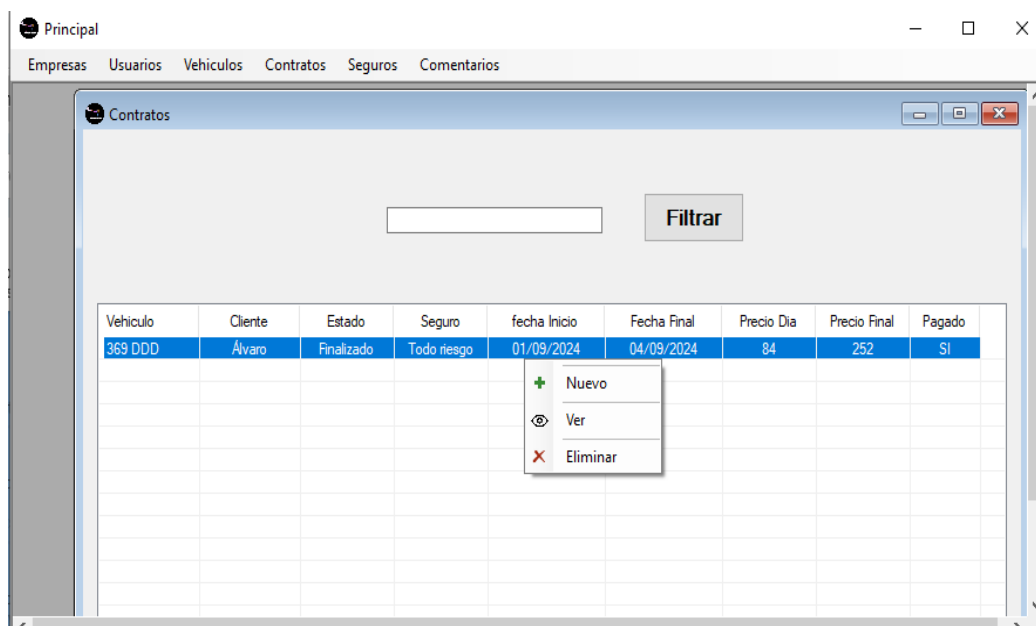 Principal
Empresas Usuarios Vehiculos Contratos Seguros Comentarios
Contratos
Filtrar
Vehiculo Cliente Estado Seguro fecha Inicio Fecha Final Precio Dia Precio Final Pagado
369 DDD Álvaro Finalizado Todo riesgo 01/09/2024 04/09/2024 84 252 SI
Nuevo
Ver
Eliminar